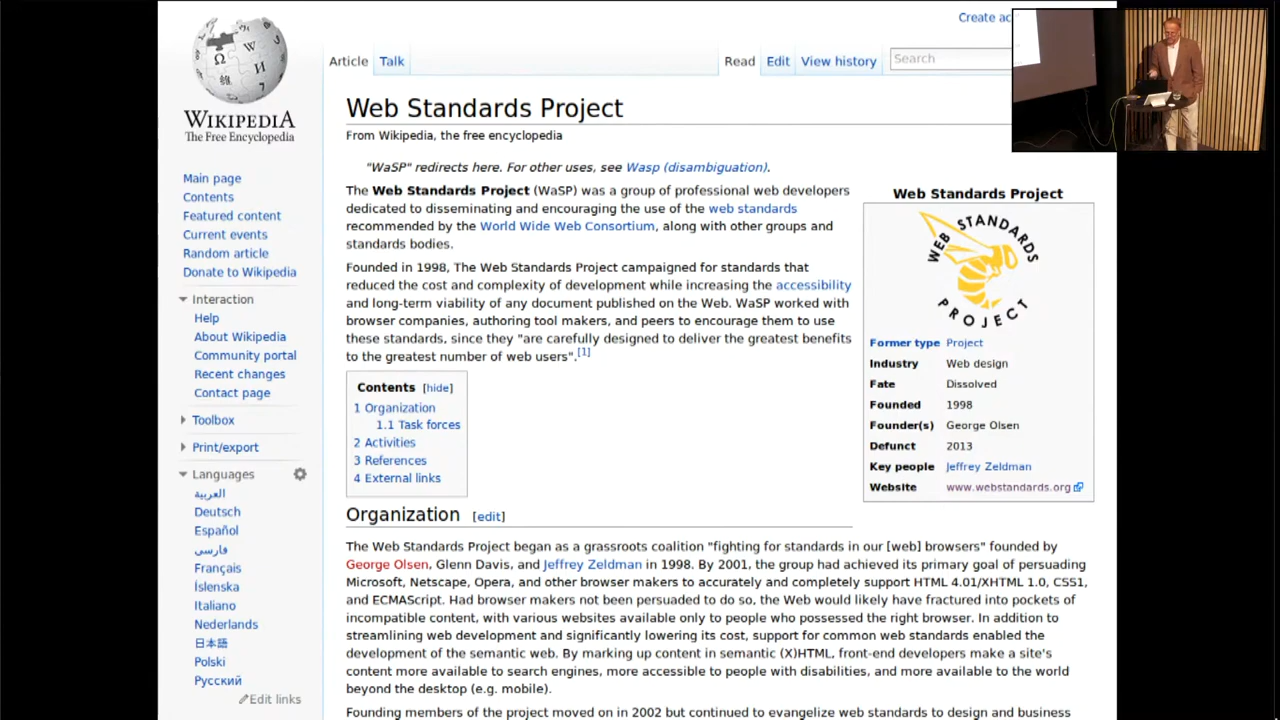 WIKIPEDIA
The Free Encyclopedia
Main page
Contents
Featured content
Current events
Random article
Donate to Wikipedia
Interaction
Help
About Wikipedia
Community portal
Recent changes
Contact page
Toolbox
Print/export
Languages
العربية
Deutsch
Español
فارسی
Français
Íslenska
Italiano
Nederlands
日本語
Polski
Русский
Edit links
Create
Article Talk
Read Edit View history
Search
Web Standards Project
From Wikipedia, the free encyclopedia
"WaSP" redirects here. For other uses, see Wasp (disambiguation).
The Web Standards Project (WaSP) was a group of professional web developers
dedicated to disseminating and encouraging the use of the web standards
recommended by the World Wide Web Consortium, along with other groups and
standards bodies.
Founded in 1998, The Web Standards Project campaigned for standards that
reduced the cost and complexity of development while increasing the accessibility
and long-term viability of any document published on the Web. WaSP worked with
browser companies, authoring tool makers, and peers to encourage them to use
these standards, since they "are carefully designed to deliver the greatest benefits
to the greatest number of web users".[1]
Contents [hide]
1 Organization
1.1 Task forces
2 Activities
3 References
4 External links
Web Standards Project
WEB STANDARDS
PROJECT
Former type Project
Industry Web design
Fate Dissolved
Founded 1998
Founder(s) George Olsen
Defunct 2013
Key people Jeffrey Zeldman
Website www.webstandards.org
Organization [edit]
The Web Standards Project began as a grassroots coalition "fighting for standards in our [web] browsers" founded by
George Olsen, Glenn Davis, and Jeffrey Zeldman in 1998. By 2001, the group had achieved its primary goal of persuading
Microsoft, Netscape, Opera, and other browser makers to accurately and completely support HTML 4.01/XHTML 1.0, CSS1,
and ECMAScript. Had browser makers not been persuaded to do so, the Web would likely have fractured into pockets of
incompatible content, with various websites available only to people who possessed the right browser. In addition to
streamlining web development and significantly lowering its cost, support for common web standards enabled the
development of the semantic web. By marking up content in semantic (X)HTML, front-end developers make a site's
content more available to search engines, more accessible to people with disabilities, and more available to the world
beyond the desktop (e.g. mobile).
Founding members of the project moved on in 2002 but continued to evangelize web standards to design and business